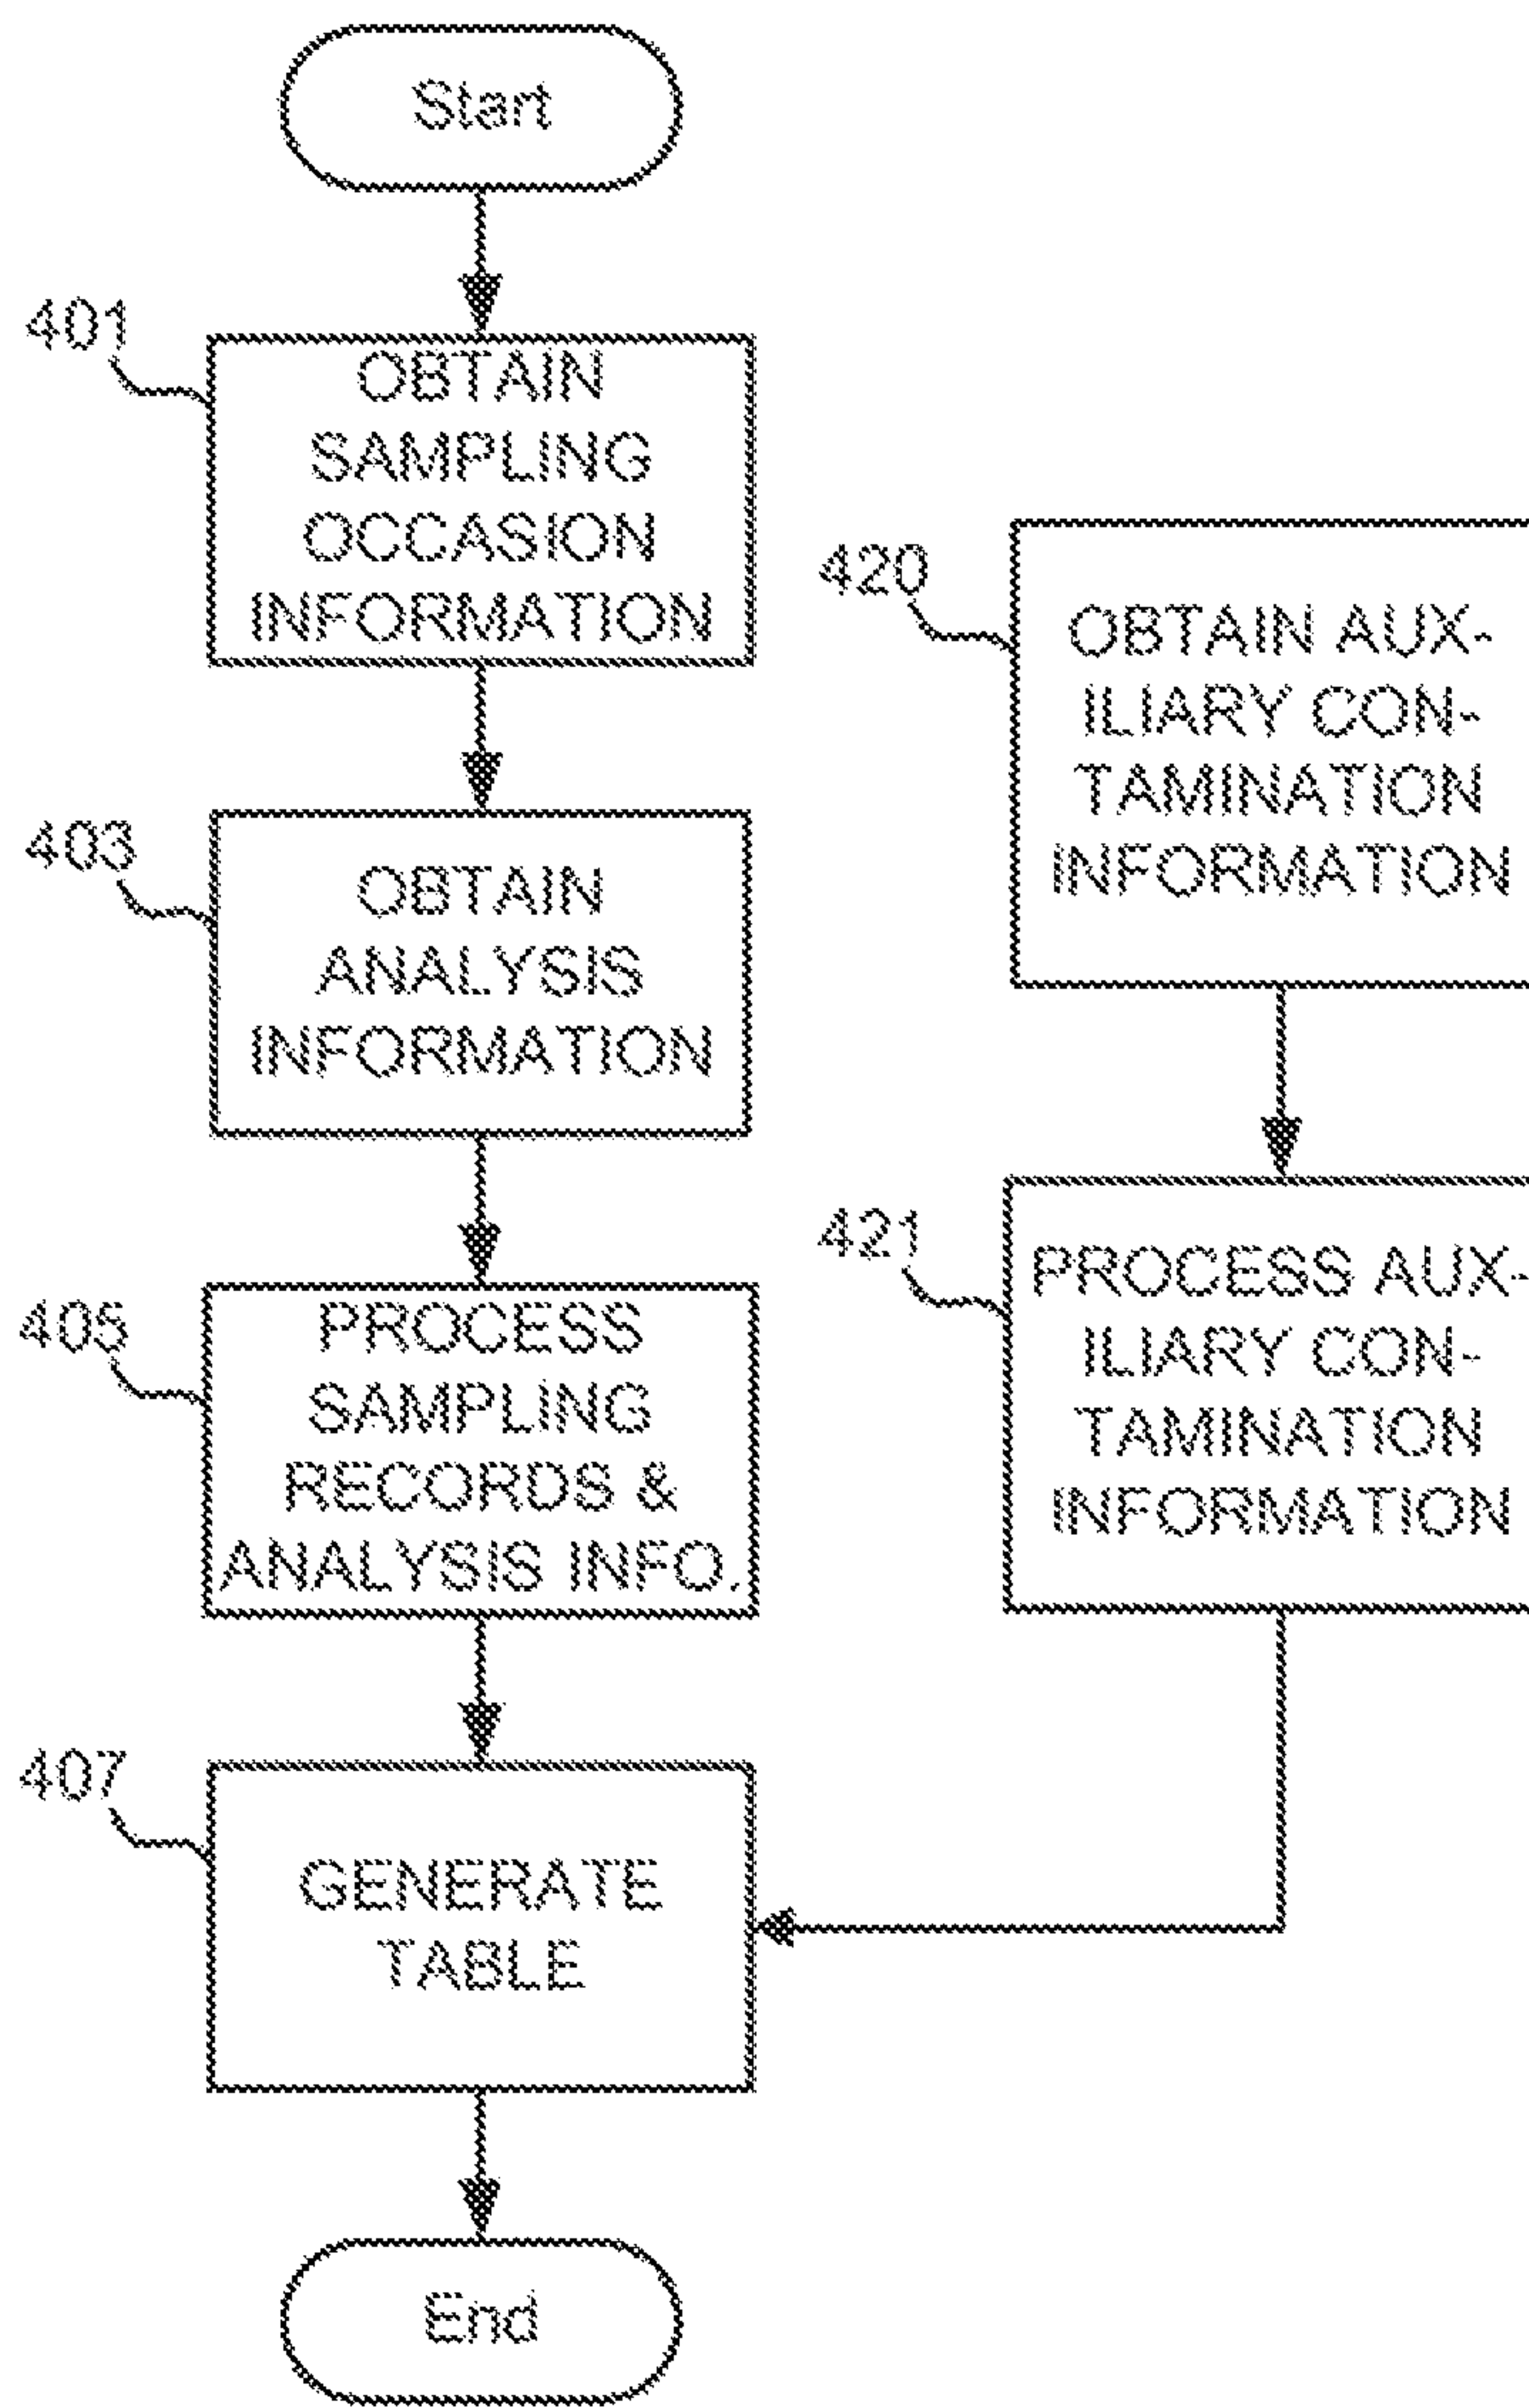 Start
401
OBTAIN
SAMPLING
OCCASION
INFORMATION
403
OBTAIN
ANALYSIS
INFORMATION
405
PROCESS
SAMPLING
RECORDS &
ANALYSIS INFO.
407
GENERATE
TABLE
End
420
OBTAIN AUX-
ILIARY CON-
TAMINATION
INFORMATION
421
PROCESS AUX-
ILIARY CON-
TAMINATION
INFORMATION